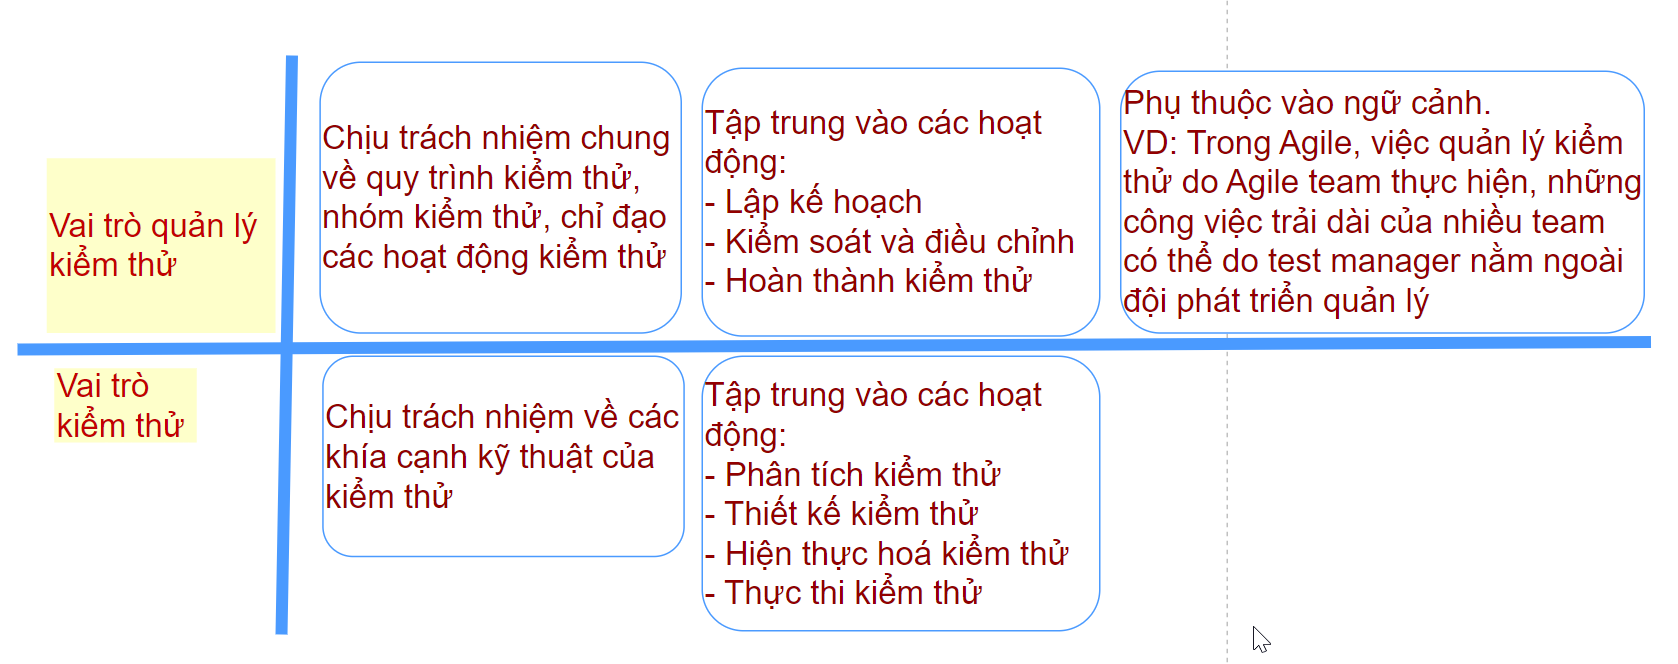 Vai trò quản lý
kiểm thử
Chịu trách nhiệm chung
về quy trình kiểm thử,
nhóm kiểm thử, chỉ đạo
các hoạt động kiểm thử
Tập trung vào các hoạt
động:
- Lập kế hoạch
- Kiểm soát và điều chỉnh
- Hoàn thành kiểm thử
Phụ thuộc vào ngữ cảnh.
VD: Trong Agile, việc quản lý kiểm
thử do Agile team thực hiện, những
công việc trải dài của nhiều team
có thể do test manager nằm ngoài
đội phát triển quản lý
Vai trò
kiểm thử
Chịu trách nhiệm về các
khía cạnh kỹ thuật của
kiểm thử
Tập trung vào các hoạt
động:
- Phân tích kiểm thử
- Thiết kế kiểm thử
- Hiện thực hoá kiểm thử
- Thực thi kiểm thử